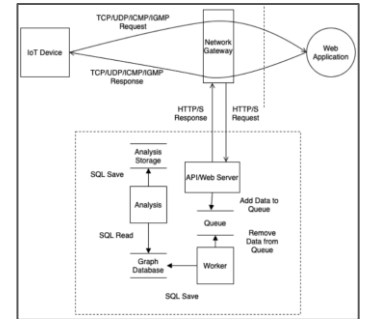 TCP/UDP/ICMP/IGMP
Request
IoT Device
Network
Gateway
Web
Application
TCP/UDP/ICMP/IGMP
Response
HTTP/S
Response
HTTP/S
Request
Analysis
Storage
SQL Save
API/Web Server
Analysis
Add Data to
Queue
Queue
SQL Read
Remove
Data from
Queue
Graph
Database
Worker
SQL Save